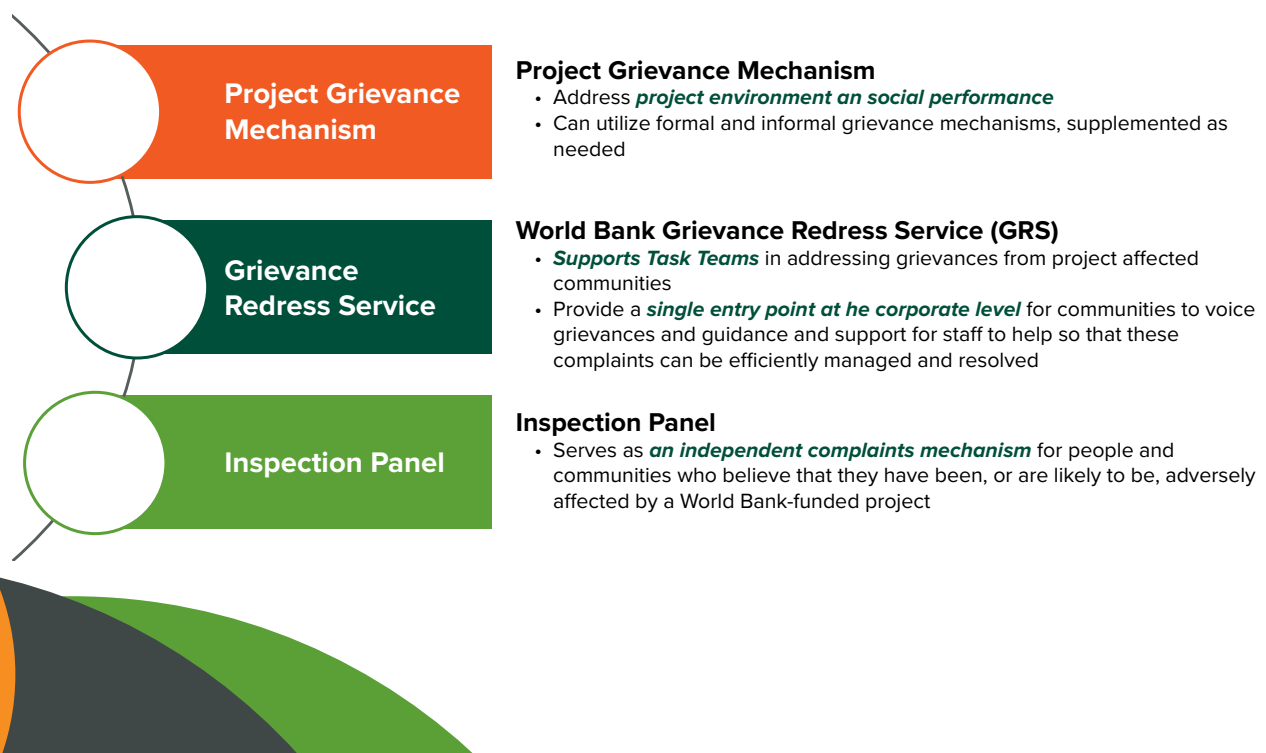 Project Grievance
Mechanism
Project Grievance Mechanism
• Address project environment an social performance
• Can utilize formal and informal grievance mechanisms, supplemented as
needed
Grievance
Redress Service
World Bank Grievance Redress Service (GRS)
• Supports Task Teams in addressing grievances from project affected
communities
• Provide a single entry point at he corporate level for communities to voice
grievances and guidance and support for staff to help so that these
complaints can be efficiently managed and resolved
Inspection Panel
Inspection Panel
• Serves as an independent complaints mechanism for people and
communities who believe that they have been, or are likely to be, adversely
affected by a World Bank-funded project